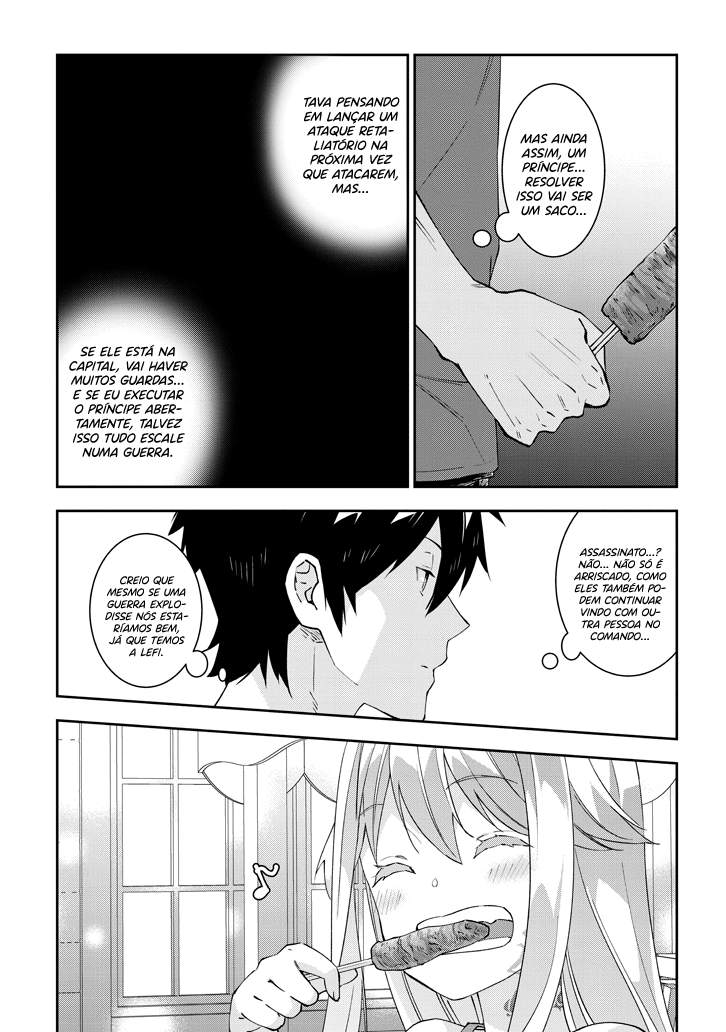 MAS AINDA
ASSIM, UM
PRÍNCIPE...
RESOLVER
ISSO VAI SER
UM SACO...
TAVA PENSANDO
EM LANÇAR UM
ATAQUE RETA-
LIATÓRIO NA
PRÓXIMA VEZ
QUE ATACAREM,
MAS...
SE ELE ESTÁ NA
CAPITAL, VAI HAVER
MUITOS GUARDAS...
E SE EU EXECUTAR
O PRÍNCIPE ABER-
TAMENTE, TALVEZ
ISSO TUDO ESCALE
NUMA GUERRA.
ASSASSINATO...?
NÃO... NÃO SÓ É
ARRISCADO, COMO
ELES TAMBÉM PO-
DEM CONTINUAR
VINDO COM OU-
TRA PESSOA NO
COMANDO...
CREIO QUE
MESMO SE UMA
GUERRA EXPLO-
DISSE NÓS ESTA-
RÍAMOS BEM,
JÁ QUE TEMOS
A LEFI.